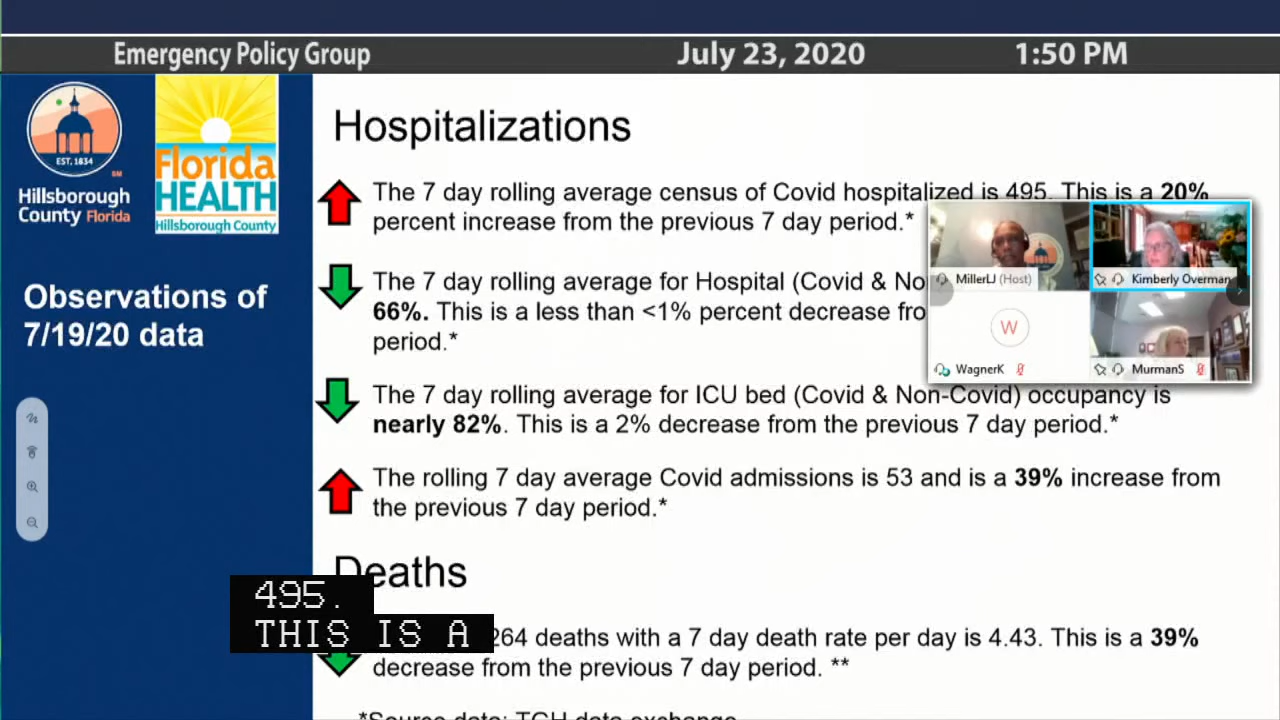 Emergency Policy Group July 23, 2020 1:50 PM
EST. 1834
SM
Hillsborough
County Florida
Florida
HEALTH
Hillsborough County
Observations of
7/19/20 data
Hospitalizations
The 7 day rolling average census of Covid hospitalized is 495. This is a 20%
percent increase from the previous 7 day period.*
The 7 day rolling average for Hospital (Covid & No
66%. This is a less than <1% percent decrease fro
period.*
The 7 day rolling average for ICU bed (Covid & Non-Covid) occupancy is
nearly 82%. This is a 2% decrease from the previous 7 day period.*
The rolling 7 day average Covid admissions is 53 and is a 39% increase from
the previous 7 day period.*
MillerLJ (Host)
Kimberly Overman
W
WagnerK
MurmanS
Deaths
495.
THIS IS A
264 deaths with a 7 day death rate per day is 4.43. This is a 39%
decrease from the previous 7 day period. **
*Source data: TGH data exchange